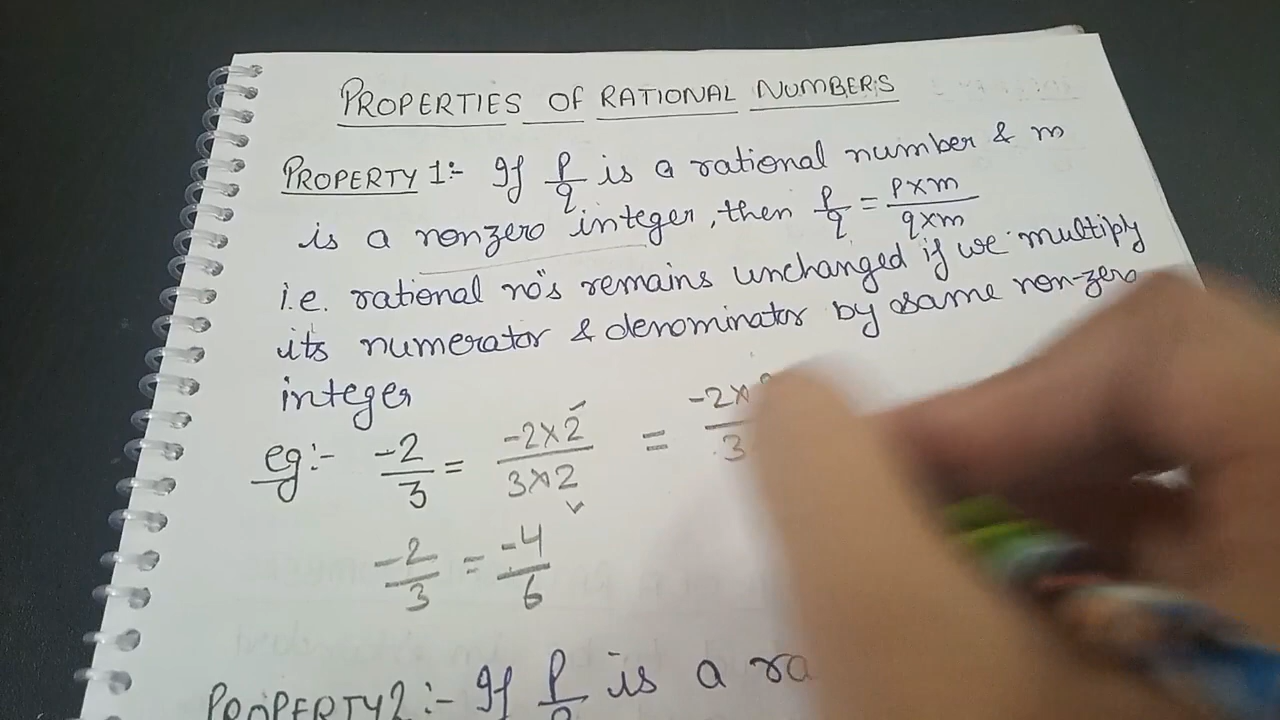 PROPERTIES OF RATIONAL NUMBERS
PROPERTY 1:- If p/q is a rational number & m
is a nonzero integer, then p/q = p×m/q×m
i.e. rational no's remains unchanged if we multiply
its numerator & denominator by same non-zero
integer
eg:- -2/3 = -2×2/3×2 = -2×/3
-2/3 = -4/6
PROPERTY 2:- If p/q is a ra